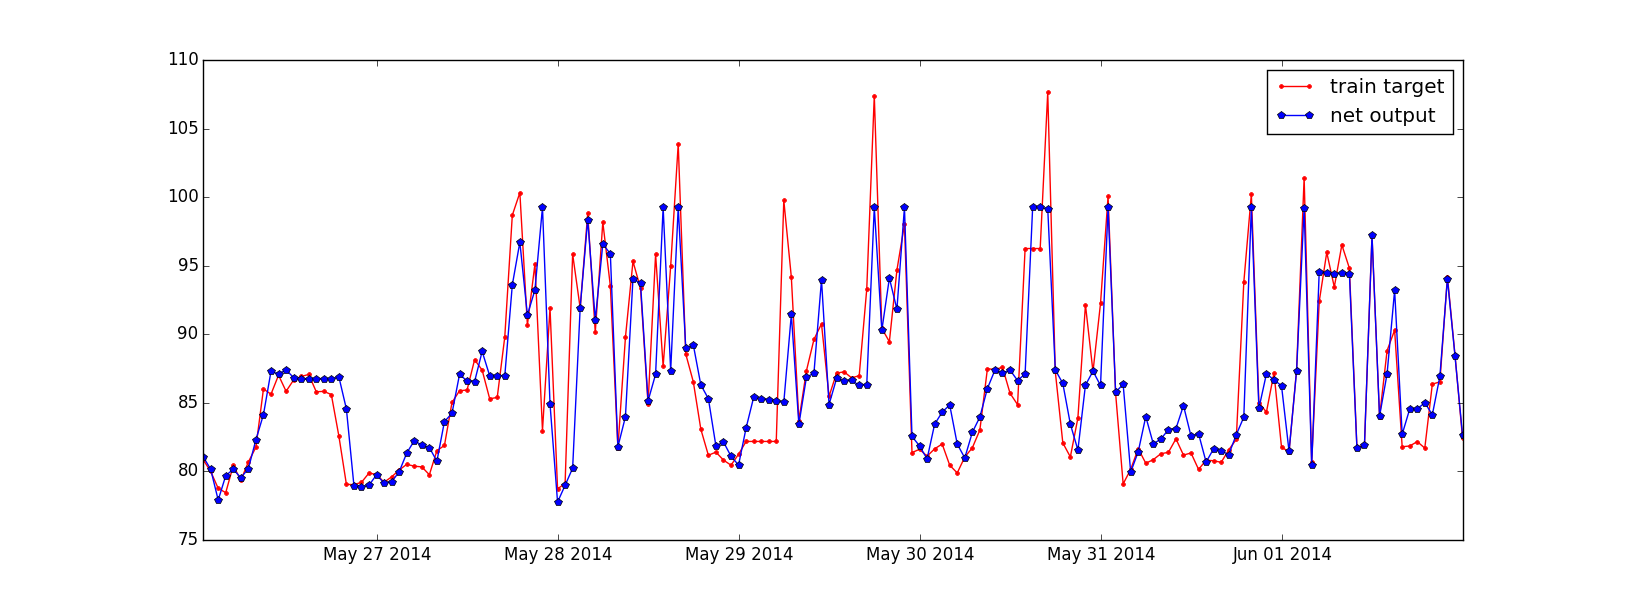 110
105
100
95
90
85
80
75
train target
net output
May 27 2014
May 28 2014
May 29 2014
May 30 2014
May 31 2014
Jun 01 2014